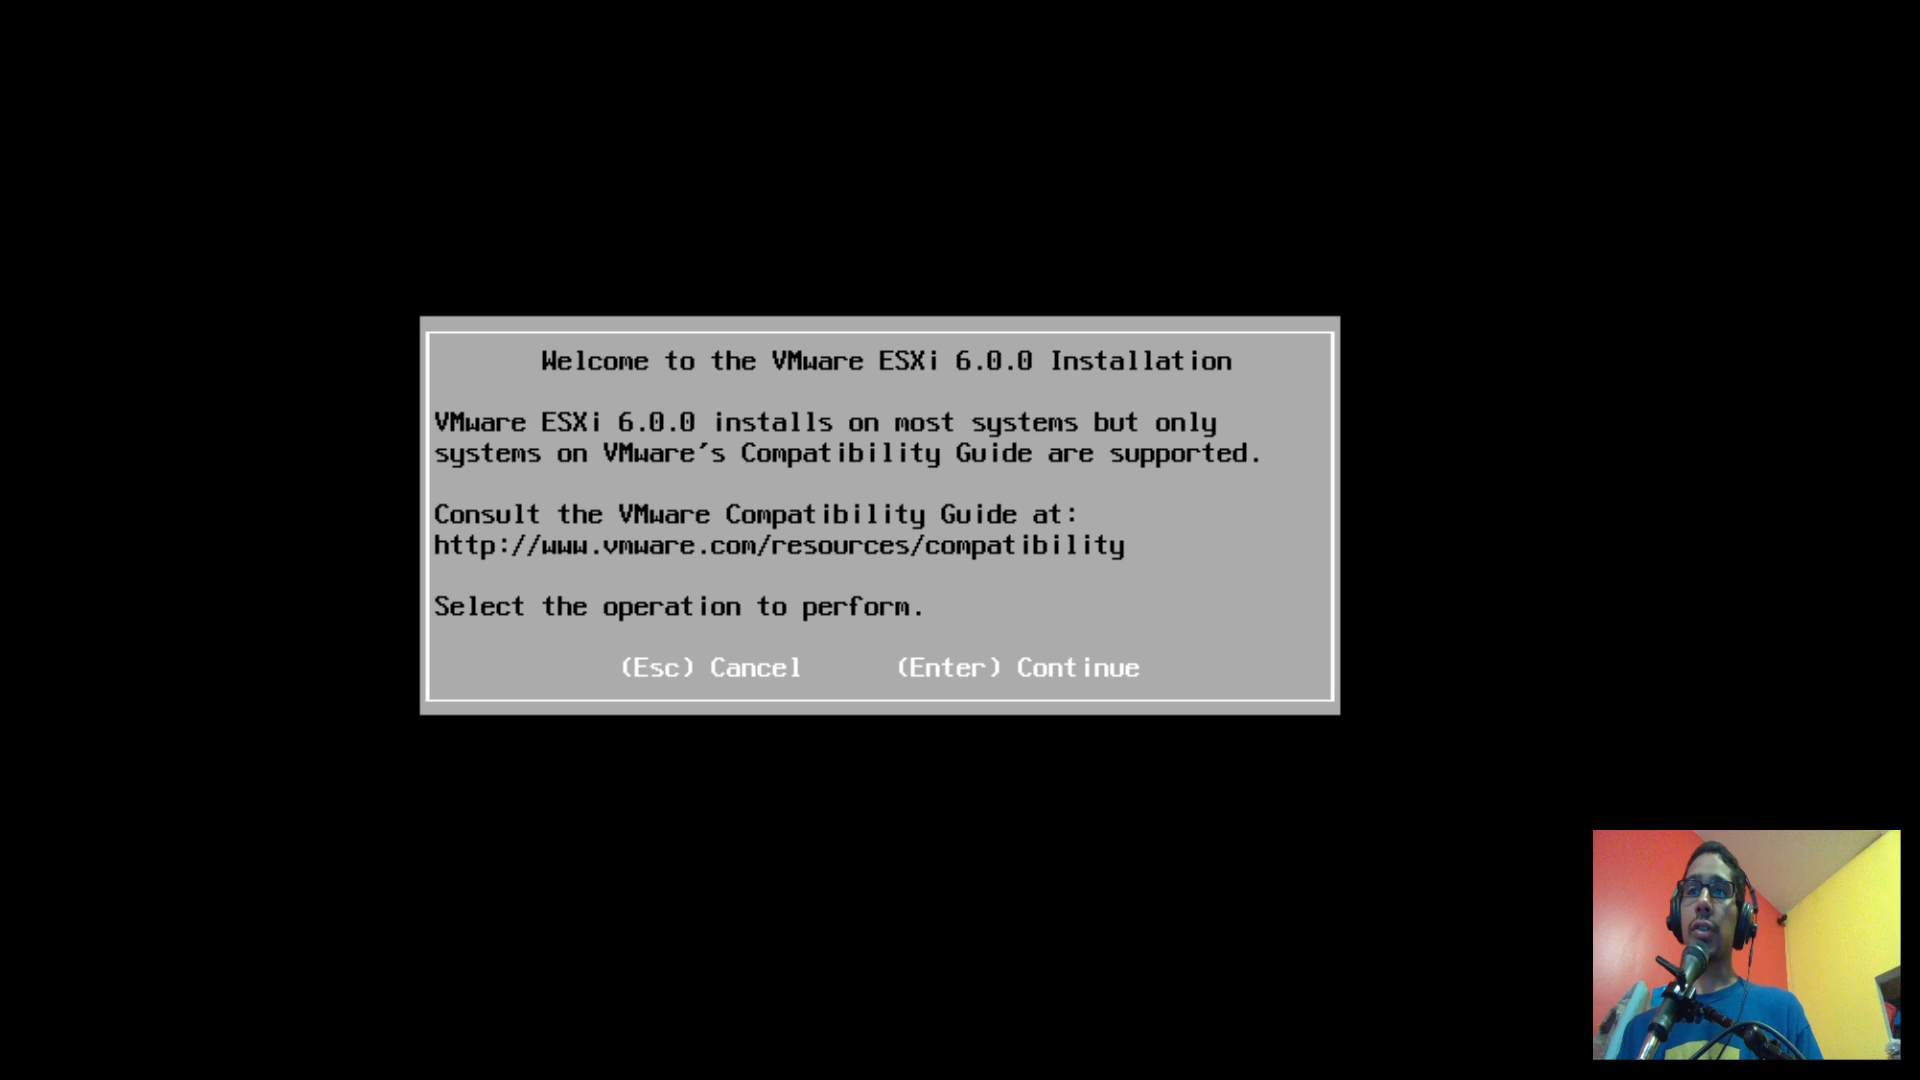 Welcome to the VMware ESXi 6.0.0 Installation
VMware ESXi 6.0.0 installs on most systems but only
systems on VMware's Compatibility Guide are supported.
Consult the VMware Compatibility Guide at:
http://www.vmware.com/resources/compatibility
Select the operation to perform.
(Esc) Cancel (Enter) Continue